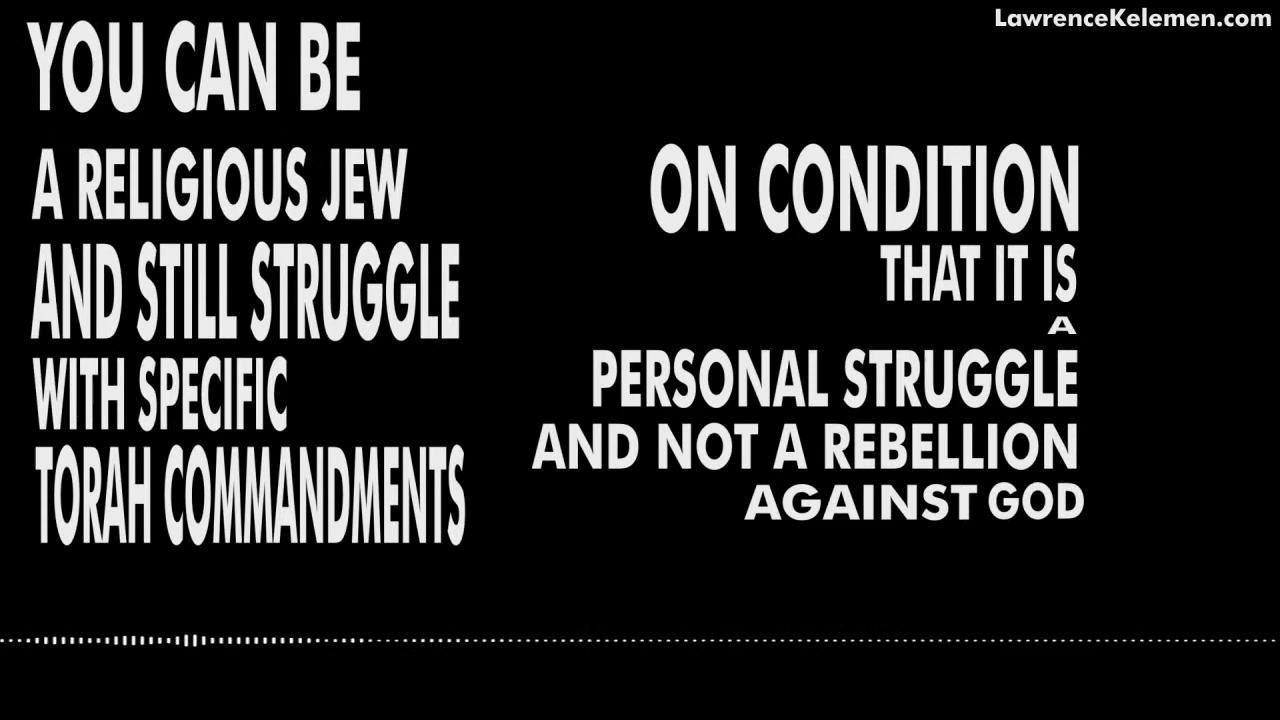 LawrenceKelemen.com
YOU CAN BE
A RELIGIOUS JEW
AND STILL STRUGGLE
WITH SPECIFIC
TORAH COMMANDMENTS
ON CONDITION
THAT IT IS
A
PERSONAL STRUGGLE
AND NOT A REBELLION
AGAINST GOD